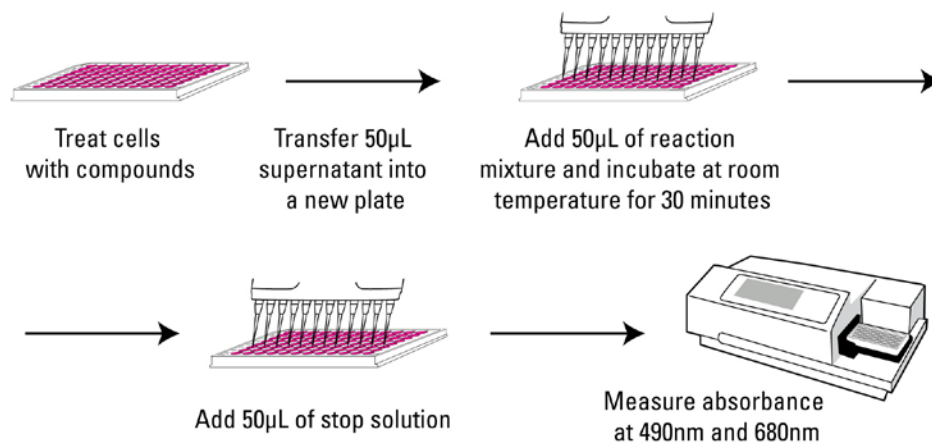 Treat cells
with compounds
Transfer 50µL
supernatant into
a new plate
Add 50µL of reaction
mixture and incubate at room
temperature for 30 minutes
Add 50µL of stop solution
Measure absorbance
at 490nm and 680nm